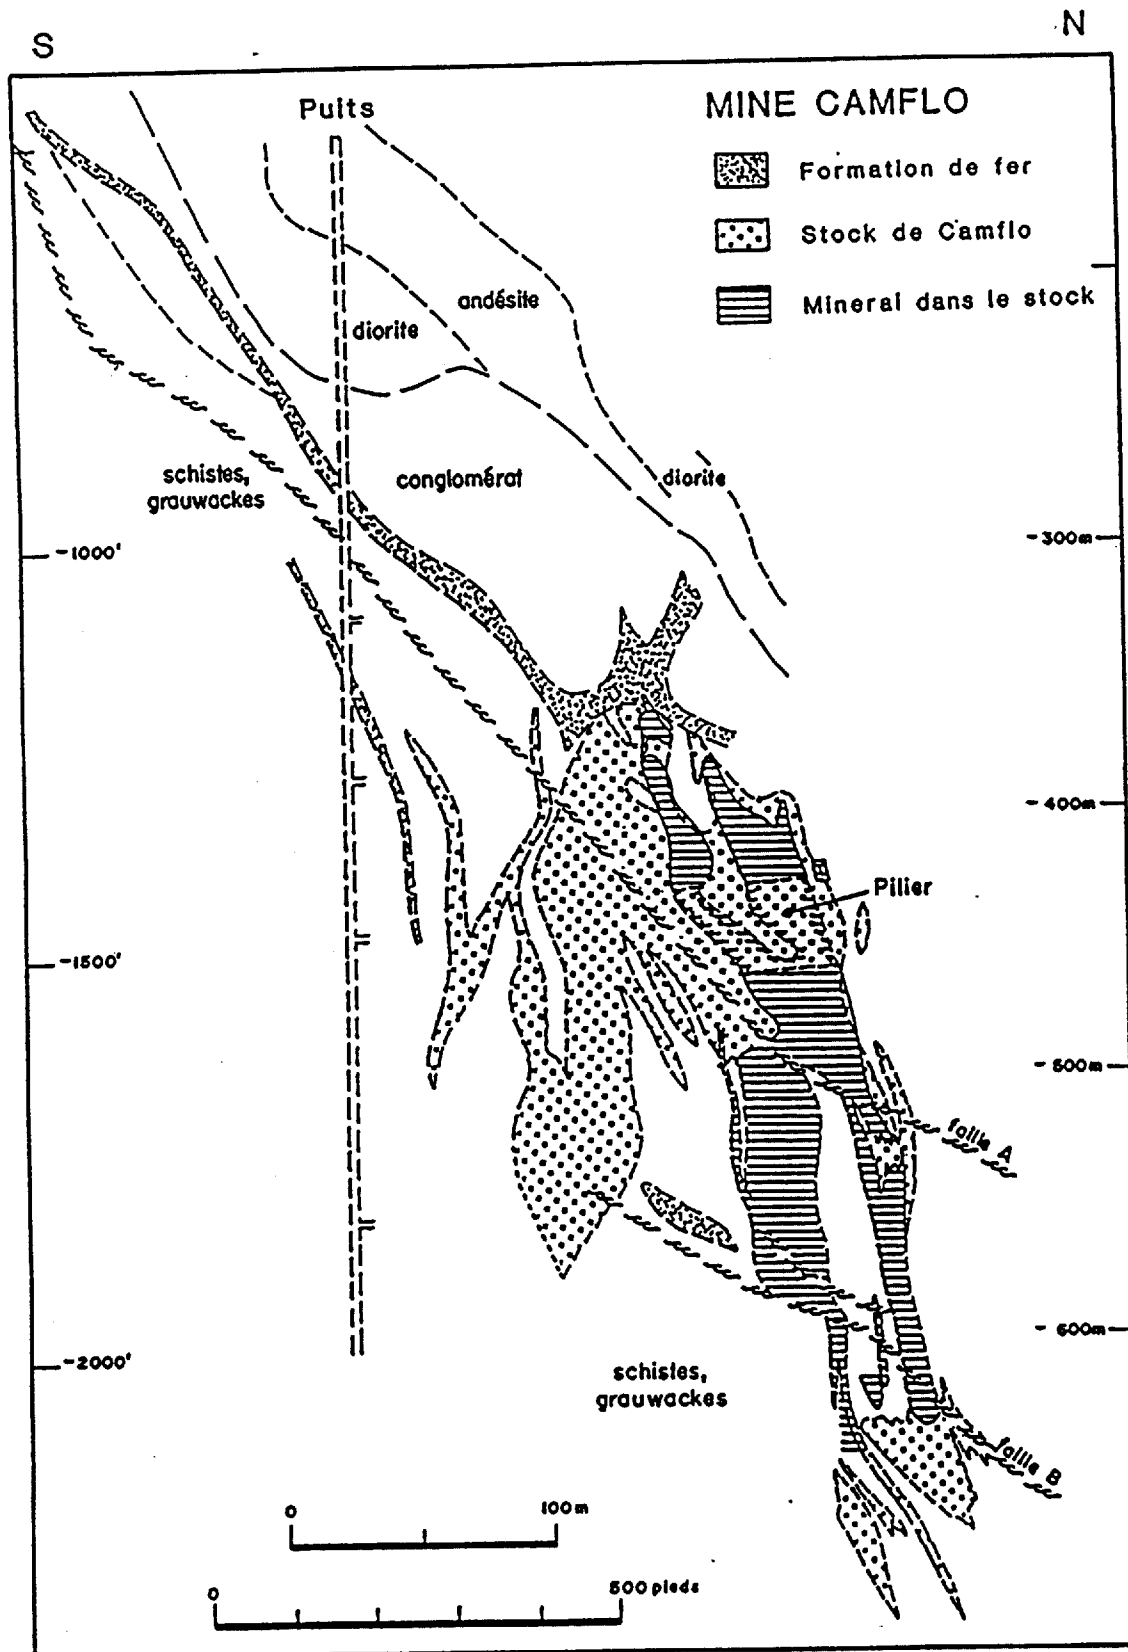 S
N
Puits
MINE CAMFLO
Formation de fer
Stock de Camflo
Minerai dans le stock
andésite
diorite
schistes,
grauwackes
conglomérat
diorite
-1000'
-300m
-400m
Pilier
-1500'
-500m
faille A
-600m
-2000'
schistes,
grauwackes
faille B
0
100m
0
500 pieds